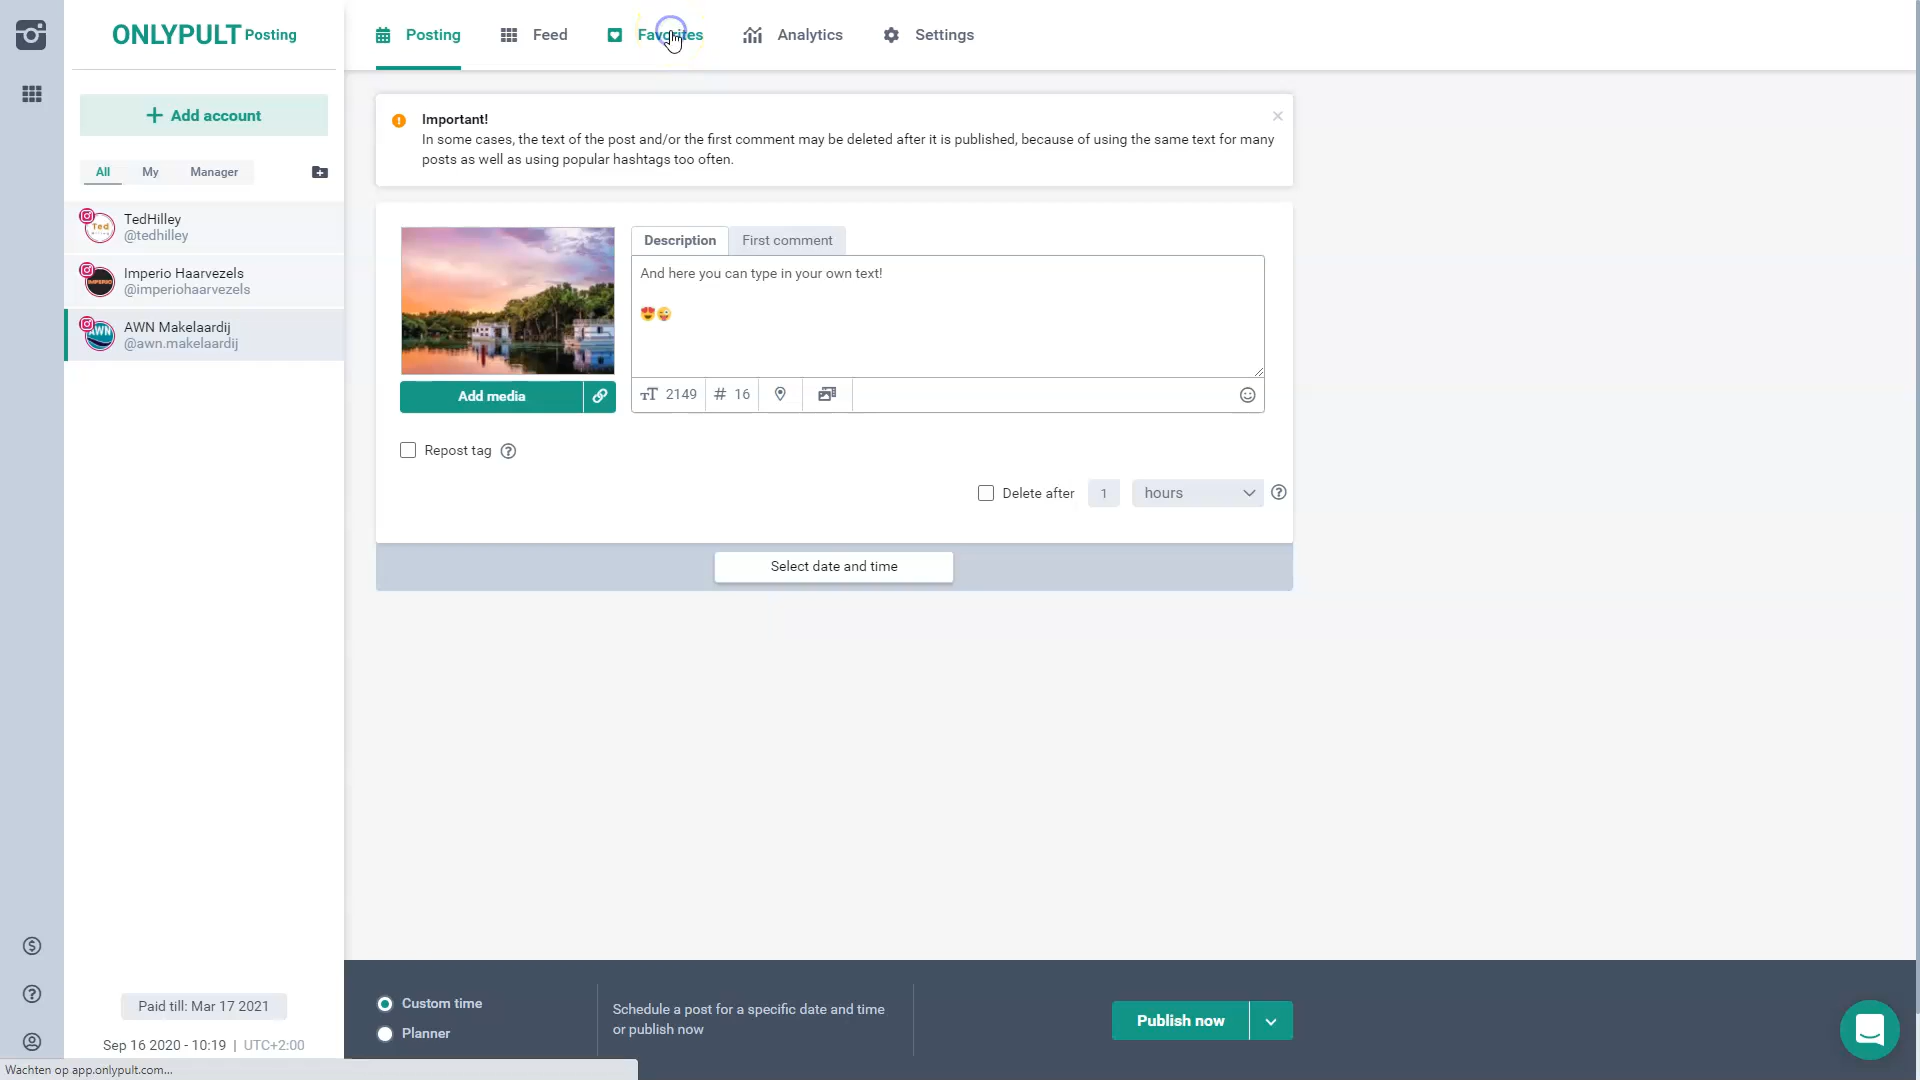 ONLYPULT Posting
Posting
Feed
Favorites
Analytics
Settings
Add account
All
My
Manager
Important!
In some cases, the text of the post and/or the first comment may be deleted after it is published, because of using the same text for many
posts as well as using popular hashtags too often.
TedHilley
@tedhilley
Imperio Haarvezels
@imperiohaarvezels
AWN Makelaardij
@awn.makelaardij
Description
First comment
And here you can type in your own text!
😍😜
Add media
2149
# 16
Repost tag
Delete after
1
hours
Select date and time
Custom time
Planner
Schedule a post for a specific date and time
or publish now
Publish now
Paid till: Mar 17 2021
Sep 16 2020 - 10:19 | UTC+2:00
Wachten op app.onlypult.com...